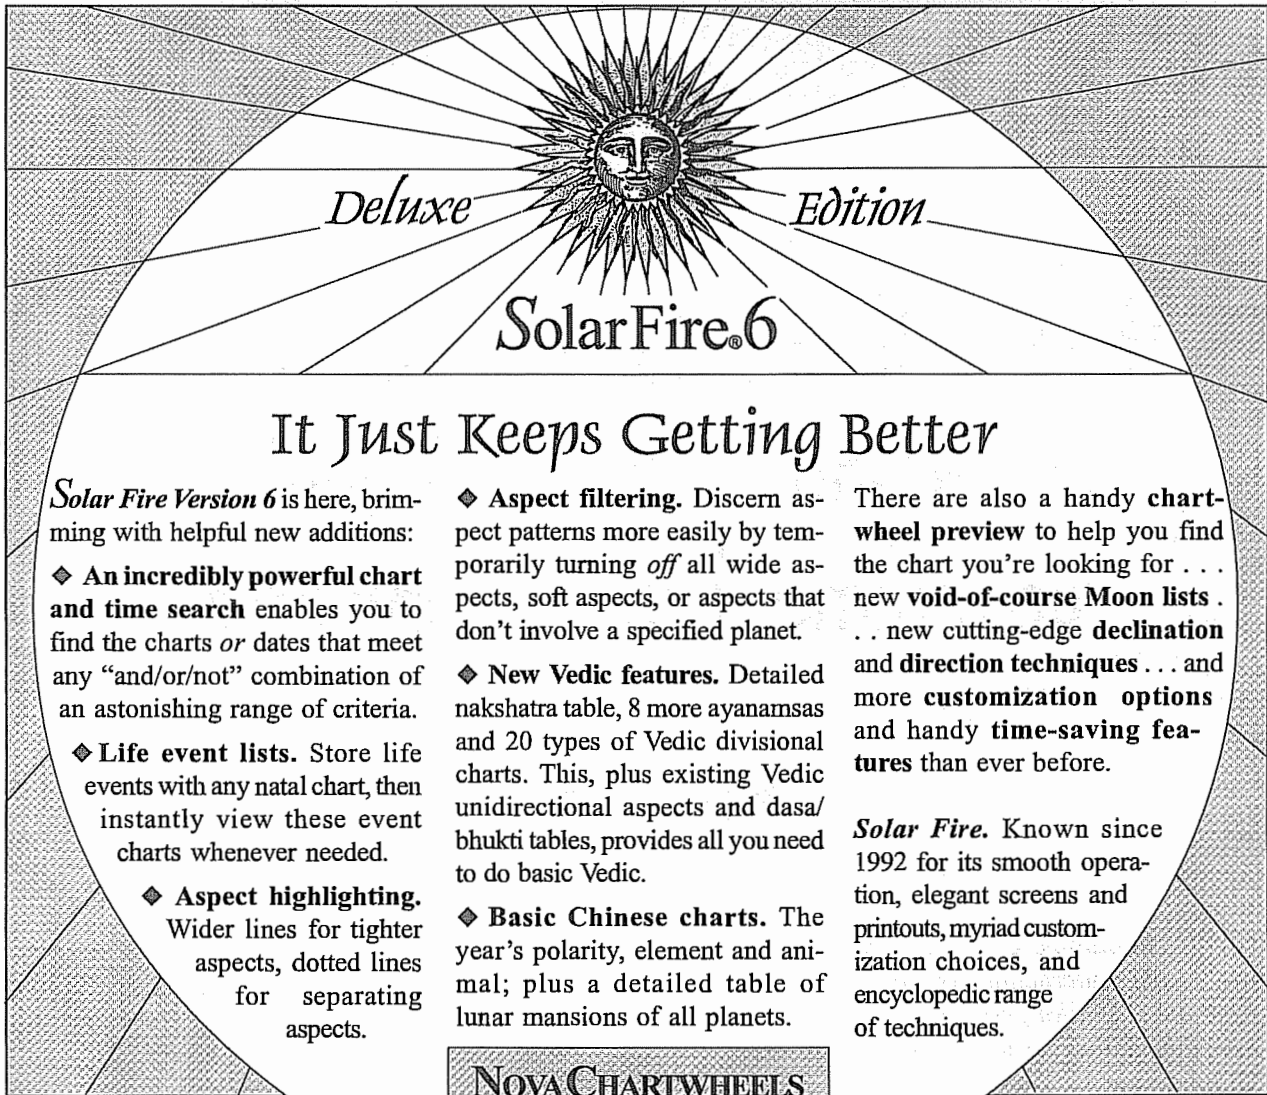 Deluxe Edition
Solar Fire®6
It Just Keeps Getting Better
Solar Fire Version 6 is here, brim-
ming with helpful new additions:
◆ An incredibly powerful chart
and time search enables you to
find the charts or dates that meet
any “and/or/not” combination of
an astonishing range of criteria.
◆ Life event lists. Store life
events with any natal chart, then
instantly view these event
charts whenever needed.
◆ Aspect highlighting.
Wider lines for tighter
aspects, dotted lines
for separating
aspects.
◆ Aspect filtering. Discern as-
pect patterns more easily by tem-
porarily turning off all wide as-
pects, soft aspects, or aspects that
don't involve a specified planet.
◆ New Vedic features. Detailed
nakshatra table, 8 more ayanamsas
and 20 types of Vedic divisional
charts. This, plus existing Vedic
unidirectional aspects and dasa/
bhukti tables, provides all you need
to do basic Vedic.
◆ Basic Chinese charts. The
year's polarity, element and ani-
mal; plus a detailed table of
lunar mansions of all planets.
There are also a handy chart-
wheel preview to help you find
the chart you're looking for . . .
new void-of-course Moon lists .
. . new cutting-edge declination
and direction techniques . . . and
more customization options
and handy time-saving fea-
tures than ever before.
Solar Fire. Known since
1992 for its smooth opera-
tion, elegant screens and
printouts, myriad custom-
ization choices, and
encyclopedic range
of techniques.
NOVA CHARTWHEELS